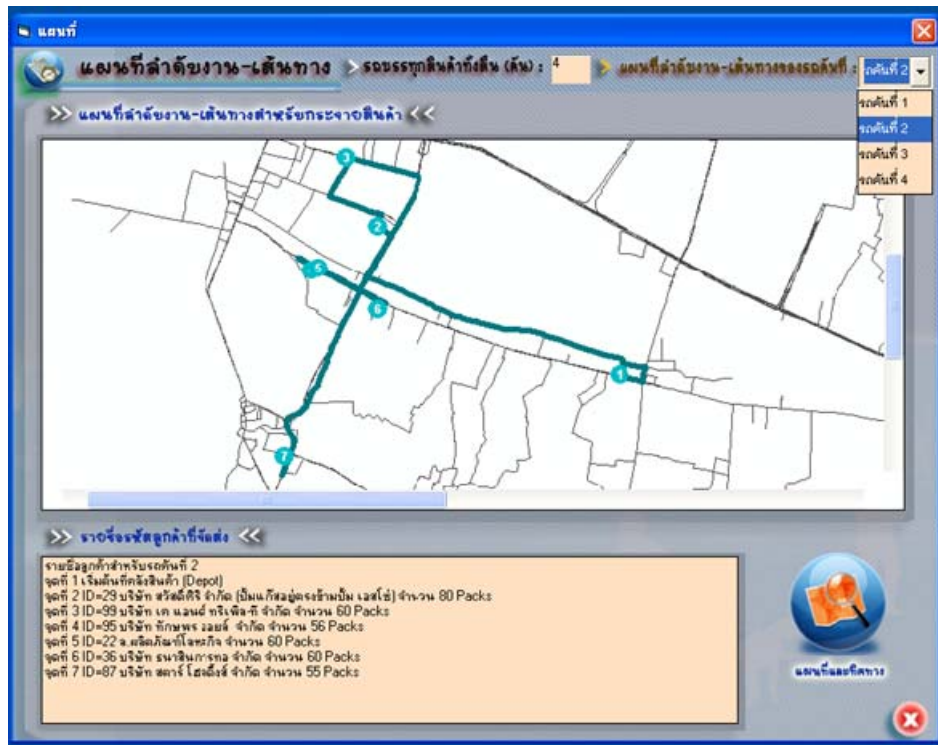 แผนที่
แผนที่ลำดับงาน-เส้นทาง
รถบรรทุกสินค้าทั้งสิ้น (คัน) : 4
แผนที่ลำดับงาน-เส้นทางของรถคันที่ :
รถคันที่ 2
รถคันที่ 1
รถคันที่ 2
รถคันที่ 3
รถคันที่ 4
>> แผนที่ลำดับงาน-เส้นทางสำหรับกระจายสินค้า <<
3
2
5
6
1
7
>> รายชื่อรหัสลูกค้าที่จัดส่ง <<
รายชื่อลูกค้าสำหรับรถคันที่ 2
จุดที่ 1 เริ่มต้นที่คลังสินค้า (Depot)
จุดที่ 2 ID=29 บริษัท สวัสดีคีรี จำกัด (ปั๊มแก๊สอยู่ตรงข้ามปั๊ม เอสโซ่) จำนวน 80 Packs
จุดที่ 3 ID=99 บริษัท เค แอนด์ ทริเพิล-ที จำกัด จำนวน 60 Packs
จุดที่ 4 ID=95 บริษัท ทักษพร ออยล์ จำกัด จำนวน 56 Packs
จุดที่ 5 ID=22 จ.ผลิตภัณฑ์โลหะกิจ จำนวน 60 Packs
จุดที่ 6 ID=36 บริษัท ธนาสินการทอ จำกัด จำนวน 60 Packs
จุดที่ 7 ID=87 บริษัท สตาร์ โฮลดิ้งส์ จำกัด จำนวน 55 Packs
แผนที่และทิศทาง